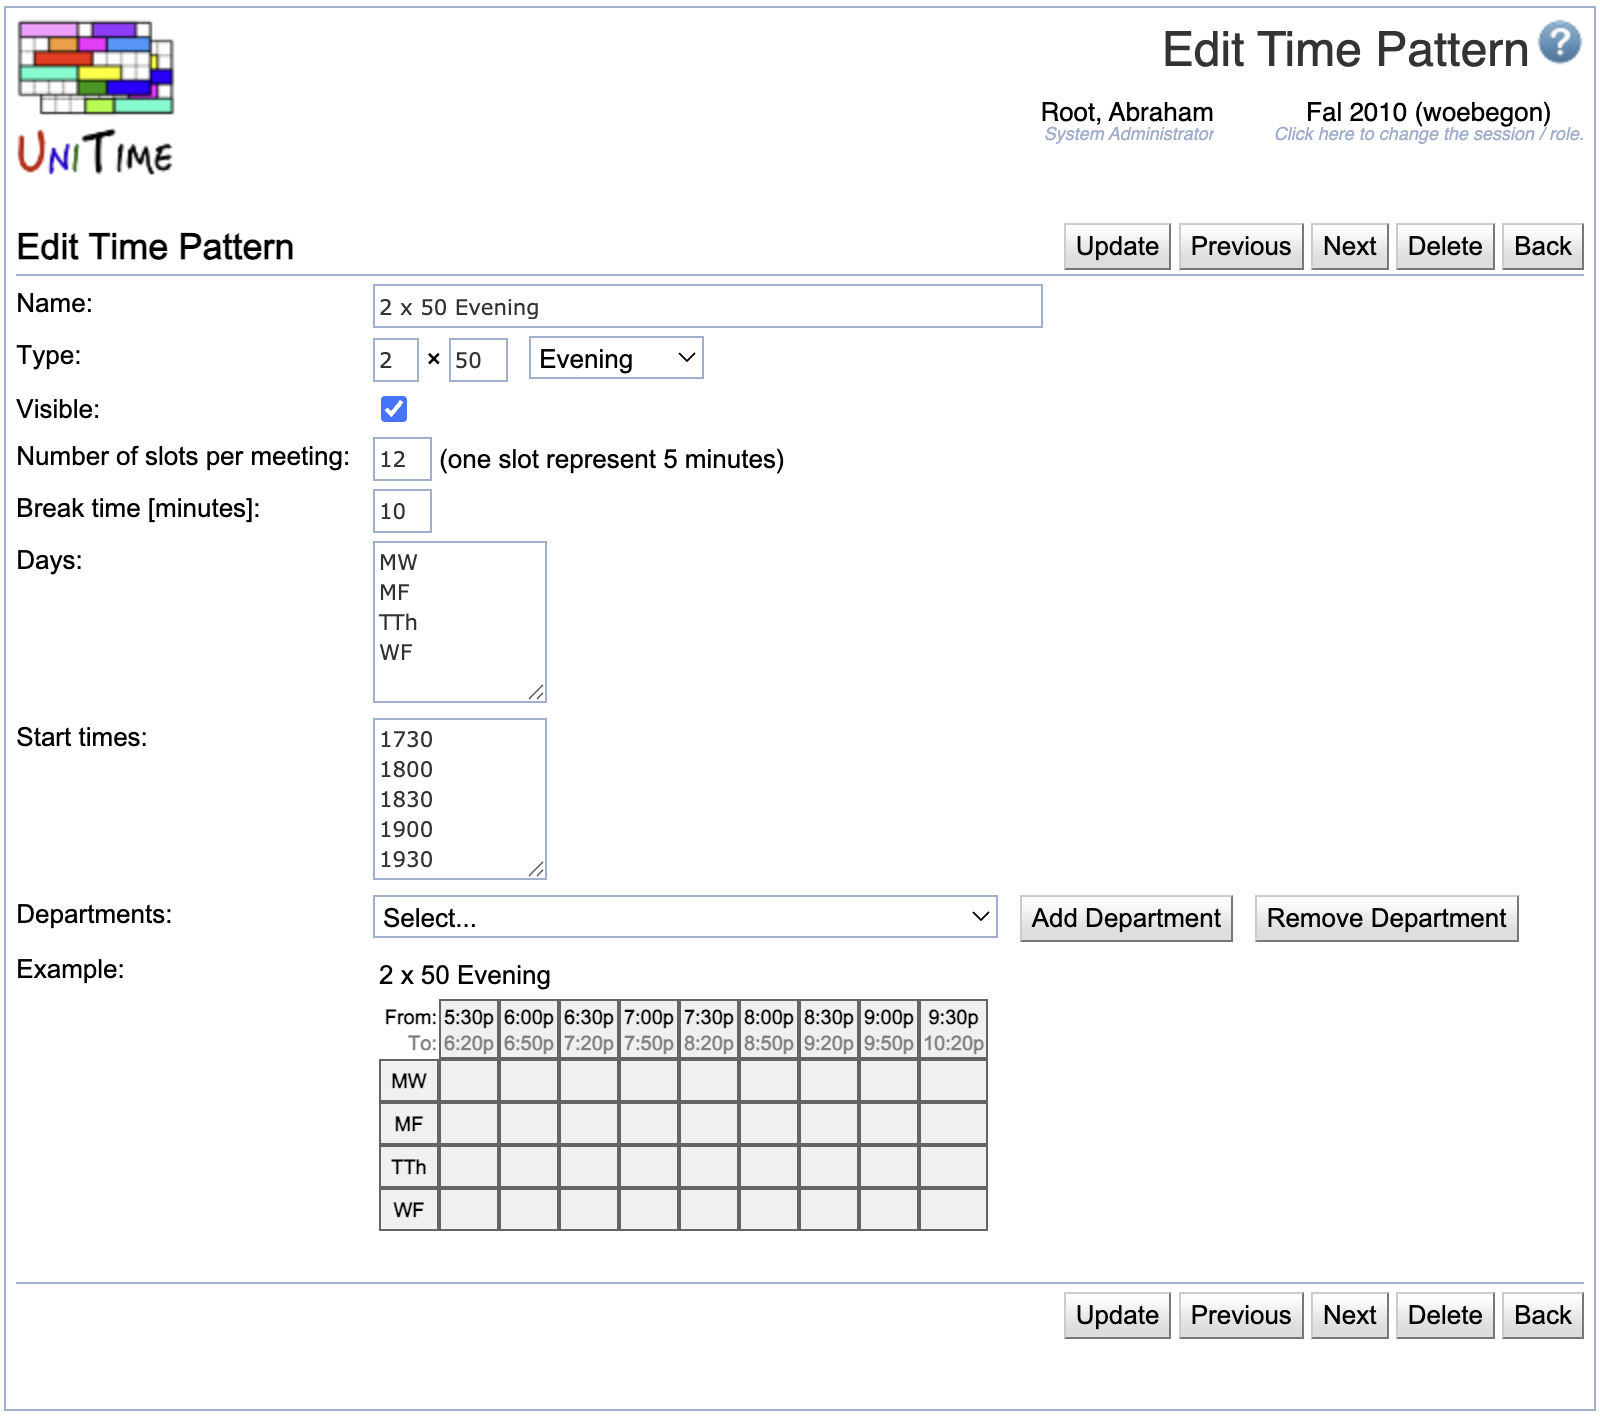 Edit Time Pattern ?
Root, Abraham Fal 2010 (woebegon)
System Administrator Click here to change the session / role.
UNITIME
Edit Time Pattern Update Previous Next Delete Back
Name: 2 x 50 Evening
Type: 2 × 50 Evening
Visible:
Number of slots per meeting: 12 (one slot represent 5 minutes)
Break time [minutes]: 10
Days: MW
MF
TTh
WF
Start times: 1730
1800
1830
1900
1930
Departments: Select... Add Department Remove Department
Example: 2 x 50 Evening
From: 5:30p 6:00p 6:30p 7:00p 7:30p 8:00p 8:30p 9:00p 9:30p
To: 6:20p 6:50p 7:20p 7:50p 8:20p 8:50p 9:20p 9:50p 10:20p
MW
MF
TTh
WF
Update Previous Next Delete Back